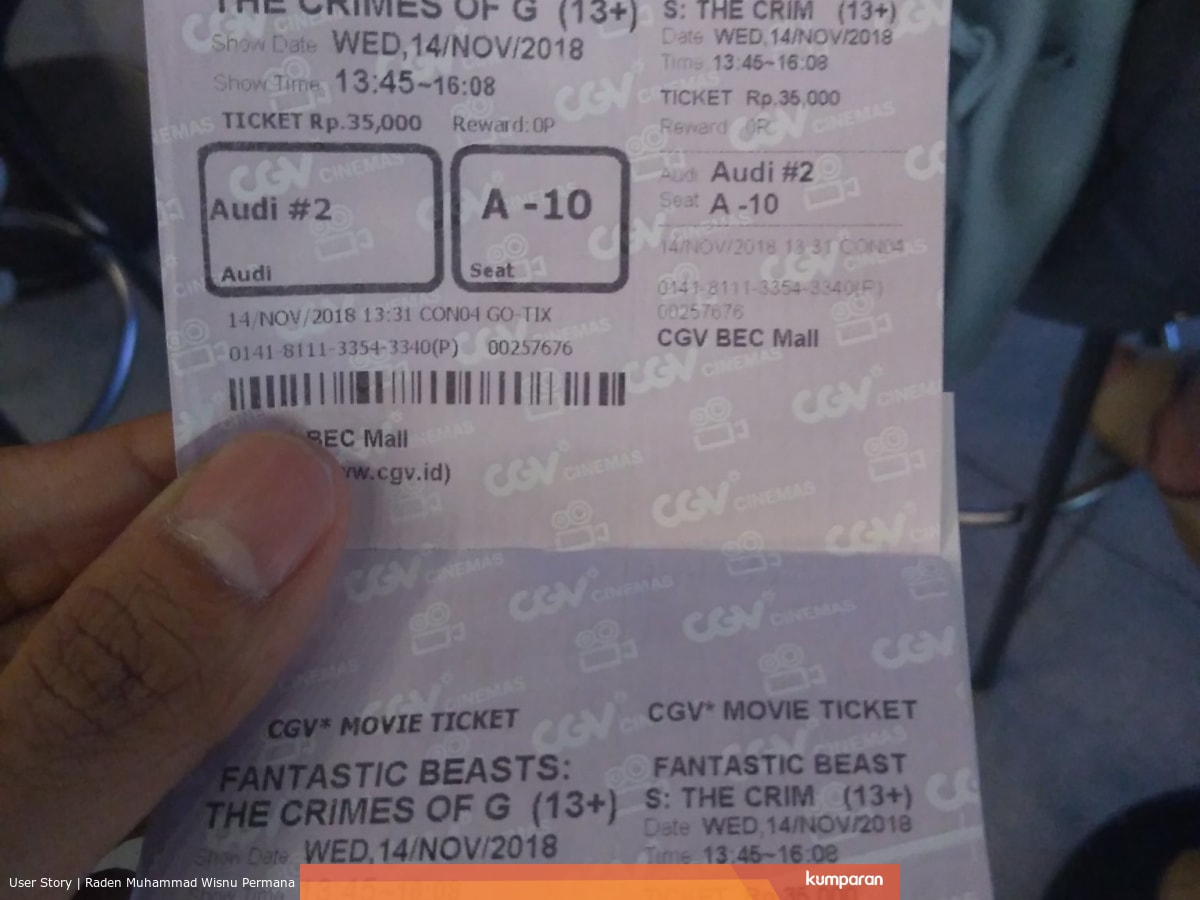 THE CRIMES OF G (13+)
Show Date WED,14/NOV/2018
Show Time 13:45~16:08
TICKET Rp.35,000 Reward:0P
Audi #2
Audi
A -10
Seat
14/NOV/2018 13:31 CON04 GO-TIX
0141-8111-3354-3340(P) 00257676
BEC Mall
w.cgv.id)
S: THE CRIM (13+)
Date WED,14/NOV/2018
Time 13:45~16:08
TICKET Rp.35,000
Reward 0P
Audi Audi #2
Seat A -10
14/NOV/2018 13:31 CON04
0141-8111-3354-3340(P)
00257676
CGV BEC Mall
CGV* MOVIE TICKET
FANTASTIC BEASTS:
THE CRIMES OF G (13+)
Show Date WED,14/NOV/2018
CGV* MOVIE TICKET
FANTASTIC BEAST
S: THE CRIM (13+)
Date WED,14/NOV/2018
Time 13:45~16:08
CGV CINEMAS
User Story | Raden Muhammad Wisnu Permana
kumparan